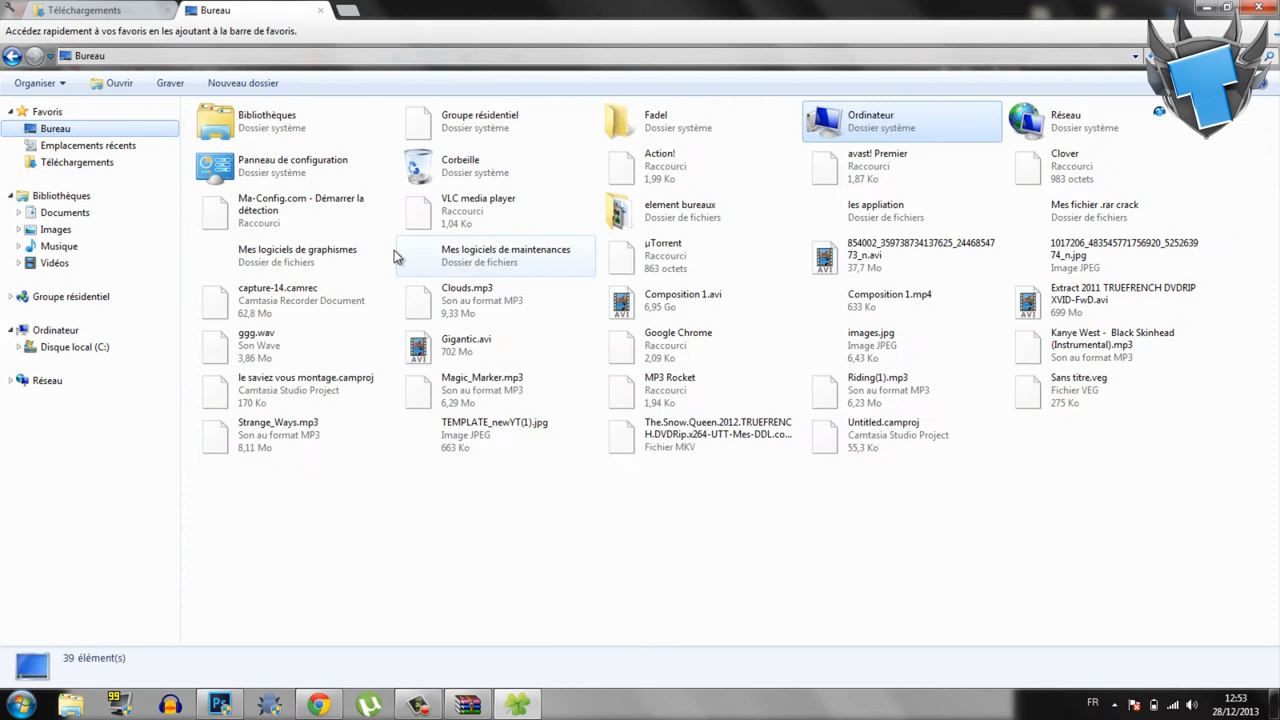 Téléchargements
Bureau
Accédez rapidement à vos favoris en les ajoutant à la barre de favoris.
Bureau
Organiser
Ouvrir
Graver
Nouveau dossier
Favoris
Bureau
Emplacements récents
Téléchargements
Bibliothèques
Documents
Images
Musique
Vidéos
Groupe résidentiel
Ordinateur
Disque local (C:)
Réseau
Bibliothèques
Dossier système
Groupe résidentiel
Dossier système
Fadel
Dossier système
Ordinateur
Dossier système
Réseau
Dossier système
Panneau de configuration
Dossier système
Corbeille
Dossier système
Action!
Raccourci
1,99 Ko
avast! Premier
Raccourci
1,87 Ko
Clover
Raccourci
983 octets
Ma-Config.com - Démarrer la
détection
Raccourci
VLC media player
Raccourci
1,04 Ko
element bureaux
Dossier de fichiers
les appliation
Dossier de fichiers
Mes fichier .rar crack
Dossier de fichiers
Mes logiciels de graphismes
Dossier de fichiers
Mes logiciels de maintenances
Dossier de fichiers
µTorrent
Raccourci
863 octets
854002_359738734137625_24468547
73_n.avi
37,7 Mo
1017206_483545771756920_5252639
74_n.jpg
Image JPEG
capture-14.camrec
Camtasia Recorder Document
62,8 Mo
Clouds.mp3
Son au format MP3
9,33 Mo
Composition 1.avi
6,95 Go
Composition 1.mp4
633 Ko
Extract 2011 TRUEFRENCH DVDRIP
XVID-FwD.avi
699 Mo
ggg.wav
Son Wave
3,86 Mo
Gigantic.avi
702 Mo
Google Chrome
Raccourci
2,09 Ko
images.jpg
Image JPEG
6,43 Ko
Kanye West - Black Skinhead
(Instrumental).mp3
Son au format MP3
le saviez vous montage.camproj
Camtasia Studio Project
170 Ko
Magic_Marker.mp3
Son au format MP3
6,29 Mo
MP3 Rocket
Raccourci
1,94 Ko
Riding(1).mp3
Son au format MP3
6,23 Mo
Sans titre.veg
Fichier VEG
275 Ko
Strange_Ways.mp3
Son au format MP3
8,11 Mo
TEMPLATE_newYT(1).jpg
Image JPEG
663 Ko
The.Snow.Queen.2012.TRUEFRENC
H.DVDRip.x264-UTT-Mes-DDL.co...
Fichier MKV
Untitled.camproj
Camtasia Studio Project
55,3 Ko
39 élément(s)
99
Ps
FR
12:53
28/12/2013